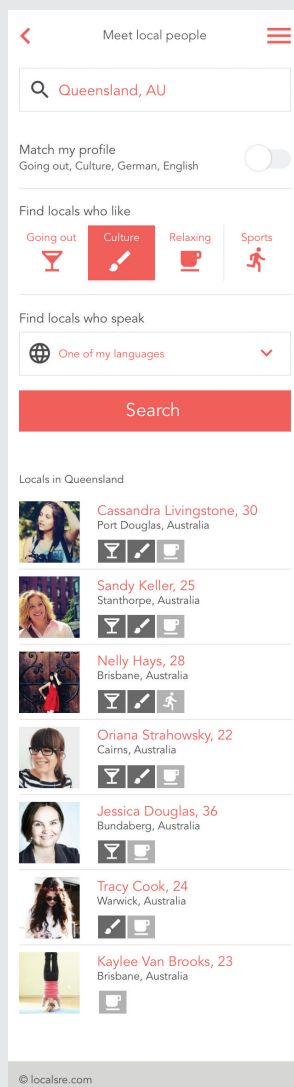 Meet local people
Queensland, AU
Match my profile
Going out, Culture, German, English
Find locals who like
Going out Culture Relaxing Sports
Find locals who speak
One of my languages
Search
Locals in Queensland
Cassandra Livingstone, 30
Port Douglas, Australia
Sandy Keller, 25
Stanthorpe, Australia
Nelly Hays, 28
Brisbane, Australia
Oriana Strahowsky, 22
Cairns, Australia
Jessica Douglas, 36
Bundaberg, Australia
Tracy Cook, 24
Warwick, Australia
Kaylee Van Brooks, 23
Brisbane, Australia
© localsre.com